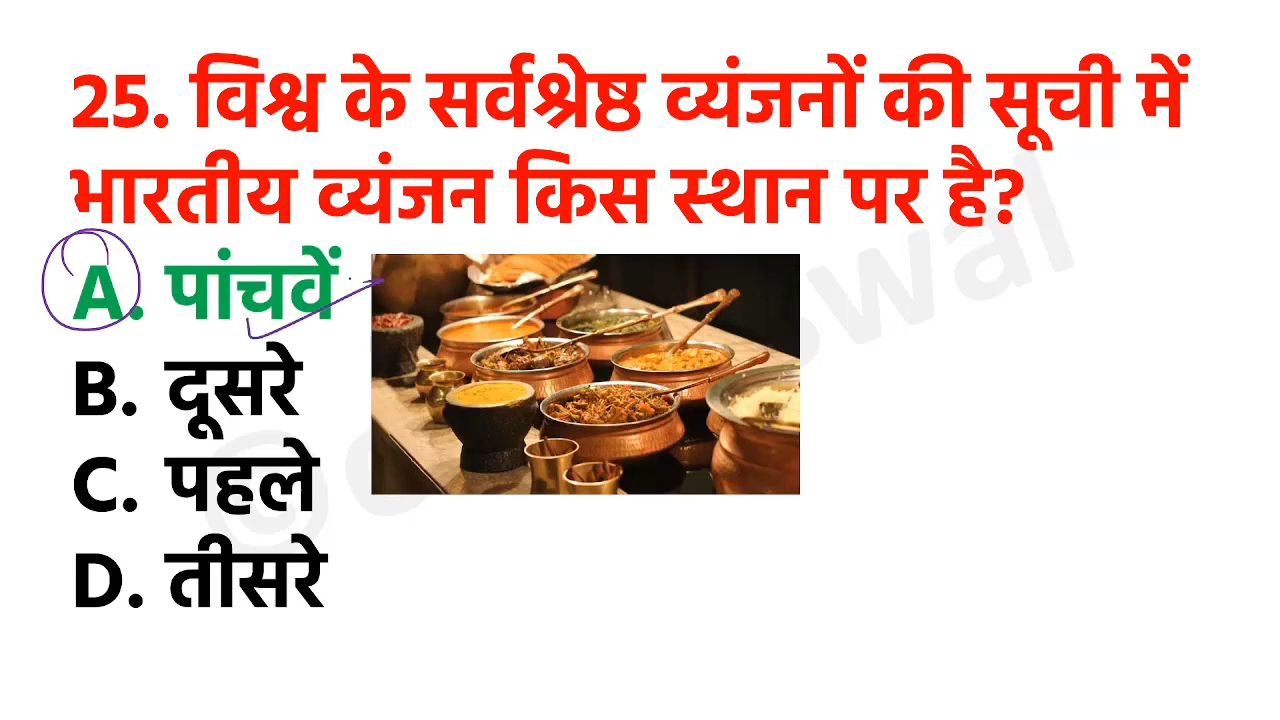 25. विश्व के सर्वश्रेष्ठ व्यंजनों की सूची में
भारतीय व्यंजन किस स्थान पर है?
A. पांचवें
B. दूसरे
C. पहले
D. तीसरे